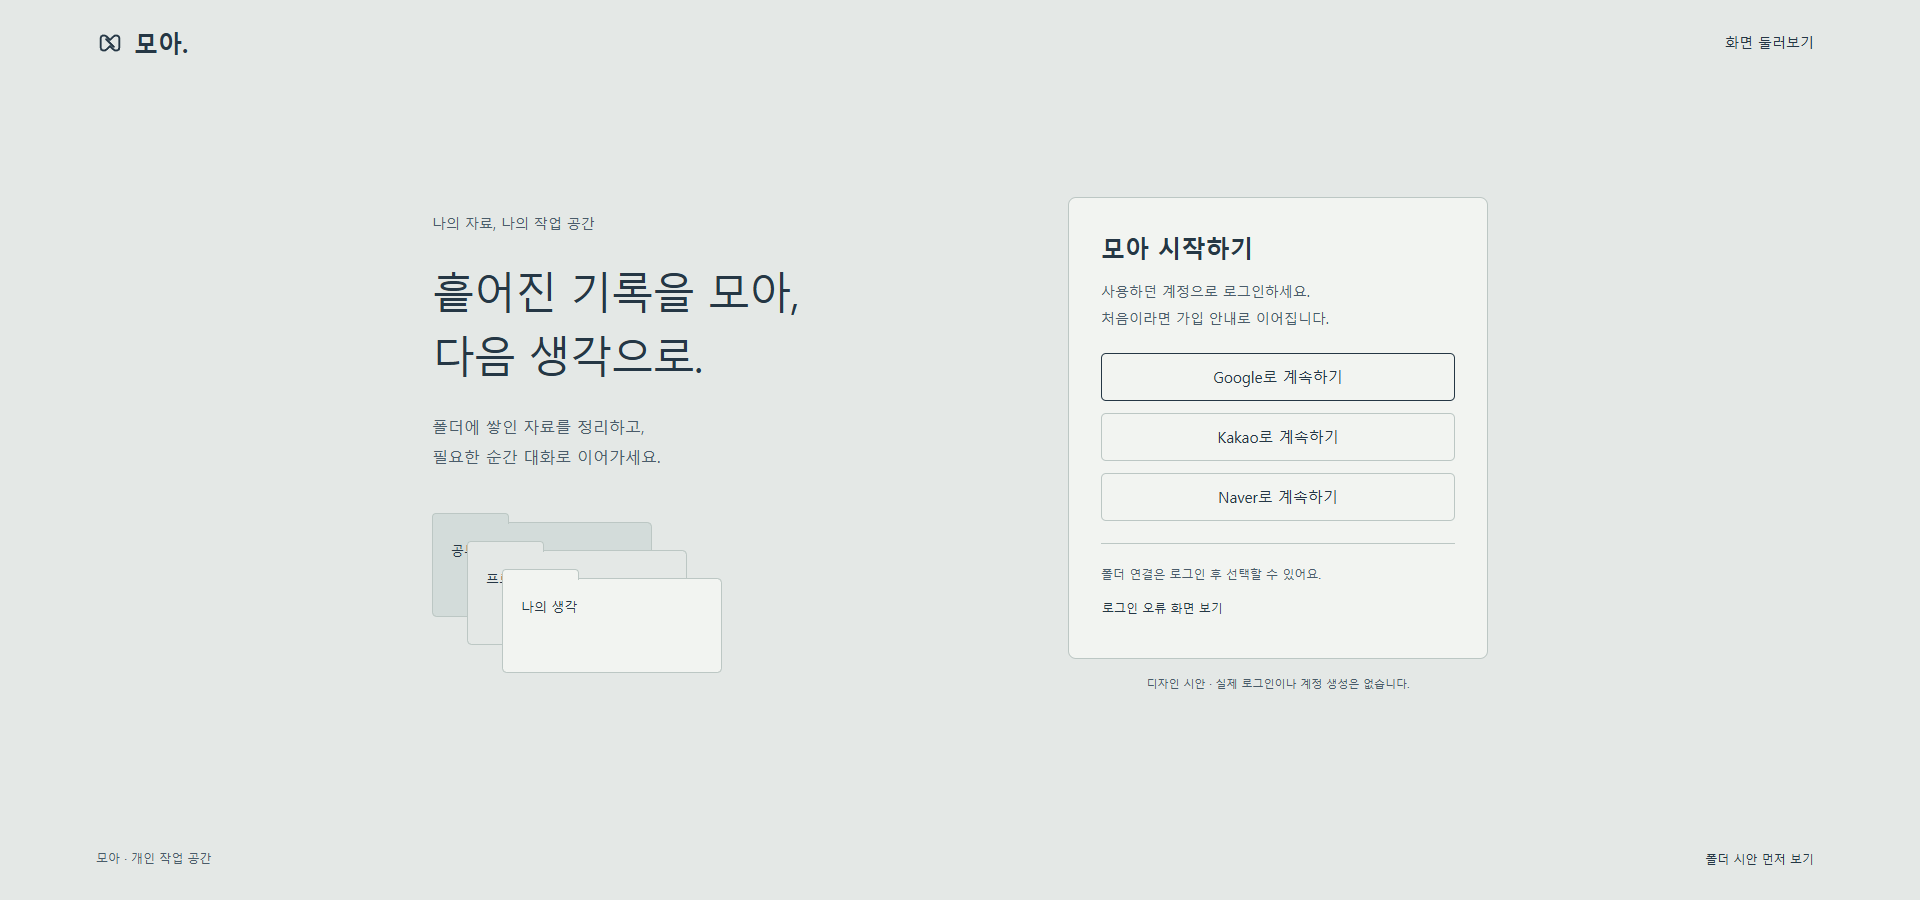 모아.
화면 둘러보기
나의 자료, 나의 작업 공간
흩어진 기록을 모아,
다음 생각으로.
폴더에 쌓인 자료를 정리하고,
필요한 순간 대화로 이어가세요.
나의 생각
모아 시작하기
사용하던 계정으로 로그인하세요.
처음이라면 가입 안내로 이어집니다.
Google로 계속하기
Kakao로 계속하기
Naver로 계속하기
폴더 연결은 로그인 후 선택할 수 있어요.
로그인 오류 화면 보기
디자인 시안 · 실제 로그인이나 계정 생성은 없습니다.
모아 · 개인 작업 공간
폴더 시안 먼저 보기